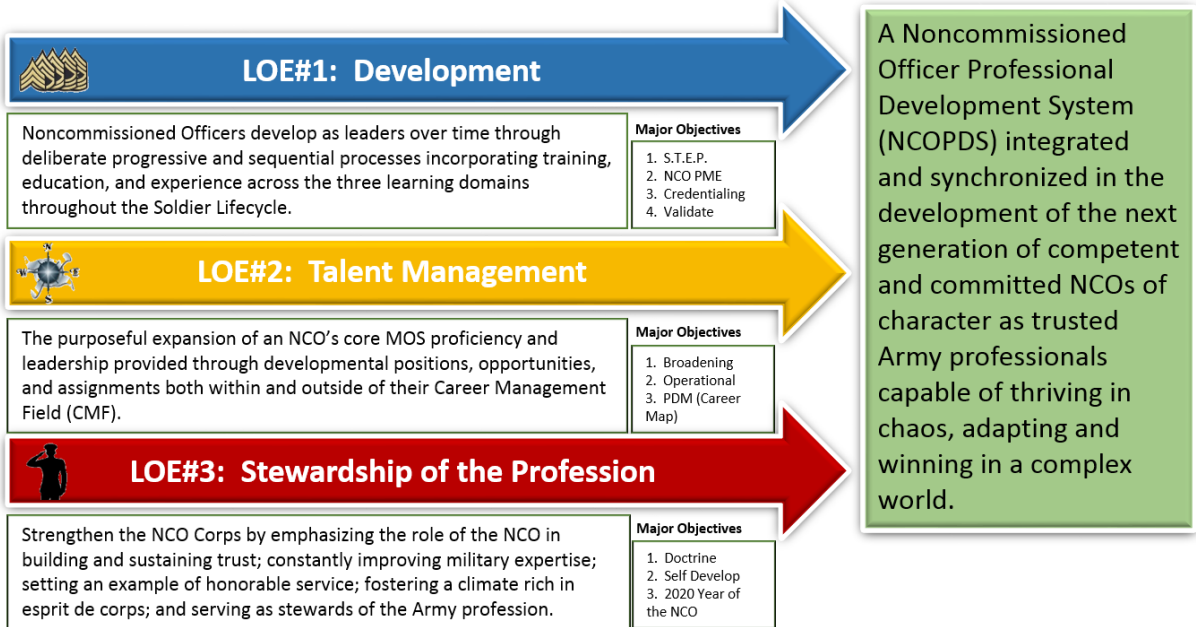 LOE#1: Development
Noncommissioned Officers develop as leaders over time through
deliberate progressive and sequential processes incorporating training,
education, and experience across the three learning domains
throughout the Soldier Lifecycle.
Major Objectives
1. S.T.E.P.
2. NCO PME
3. Credentialing
4. Validate
N
W
E
S
LOE#2: Talent Management
The purposeful expansion of an NCO's core MOS proficiency and
leadership provided through developmental positions, opportunities,
and assignments both within and outside of their Career Management
Field (CMF).
Major Objectives
1. Broadening
2. Operational
3. PDM (Career
Map)
LOE#3: Stewardship of the Profession
Strengthen the NCO Corps by emphasizing the role of the NCO in
building and sustaining trust; constantly improving military expertise;
setting an example of honorable service; fostering a climate rich in
esprit de corps; and serving as stewards of the Army profession.
Major Objectives
1. Doctrine
2. Self Develop
3. 2020 Year of
the NCO
A Noncommissioned
Officer Professional
Development System
(NCOPDS) integrated
and synchronized in the
development of the next
generation of competent
and committed NCOs of
character as trusted
Army professionals
capable of thriving in
chaos, adapting and
winning in a complex
world.